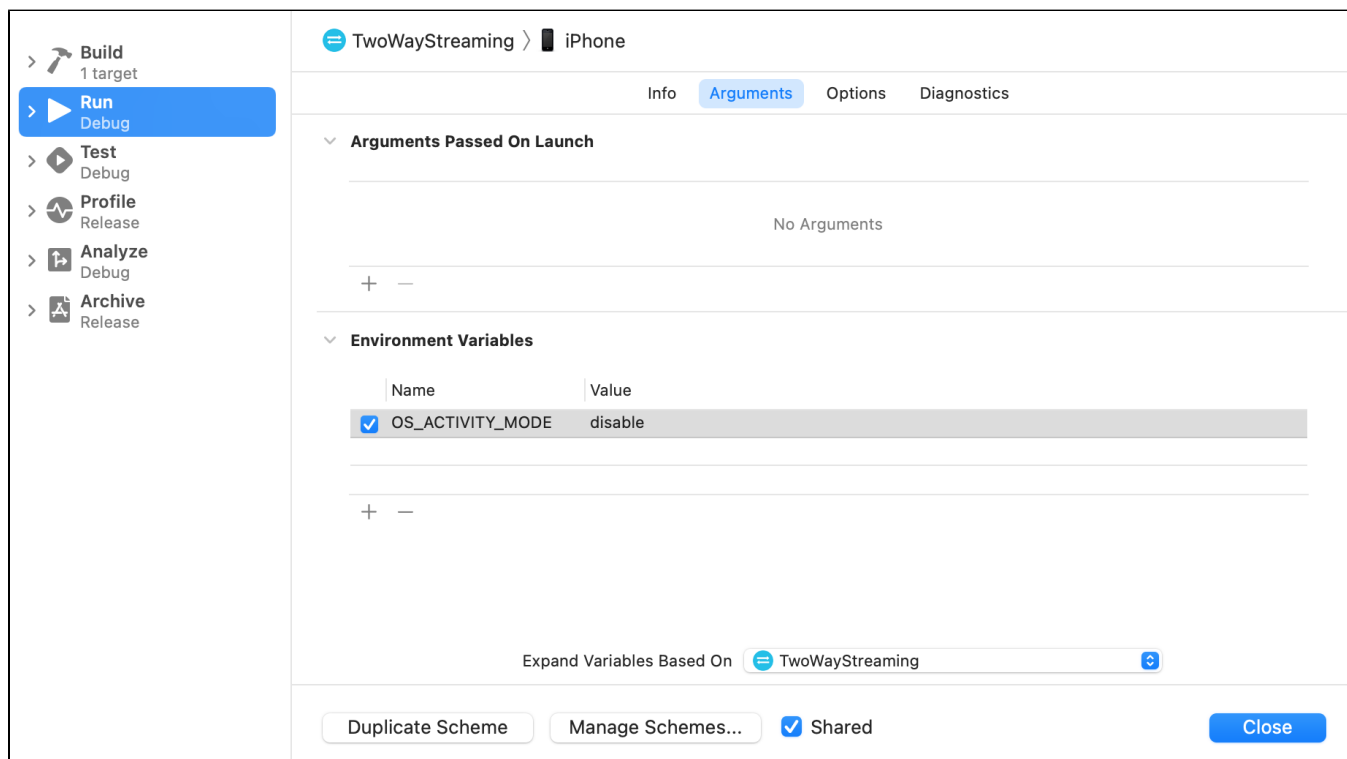 Build
1 target
Run
Debug
Test
Debug
Profile
Release
Analyze
Debug
Archive
Release
TwoWayStreaming 〉 iPhone
Info Arguments Options Diagnostics
Arguments Passed On Launch
No Arguments
Environment Variables
Name Value
OS_ACTIVITY_MODE disable
Expand Variables Based On TwoWayStreaming
Duplicate Scheme Manage Schemes... Shared Close